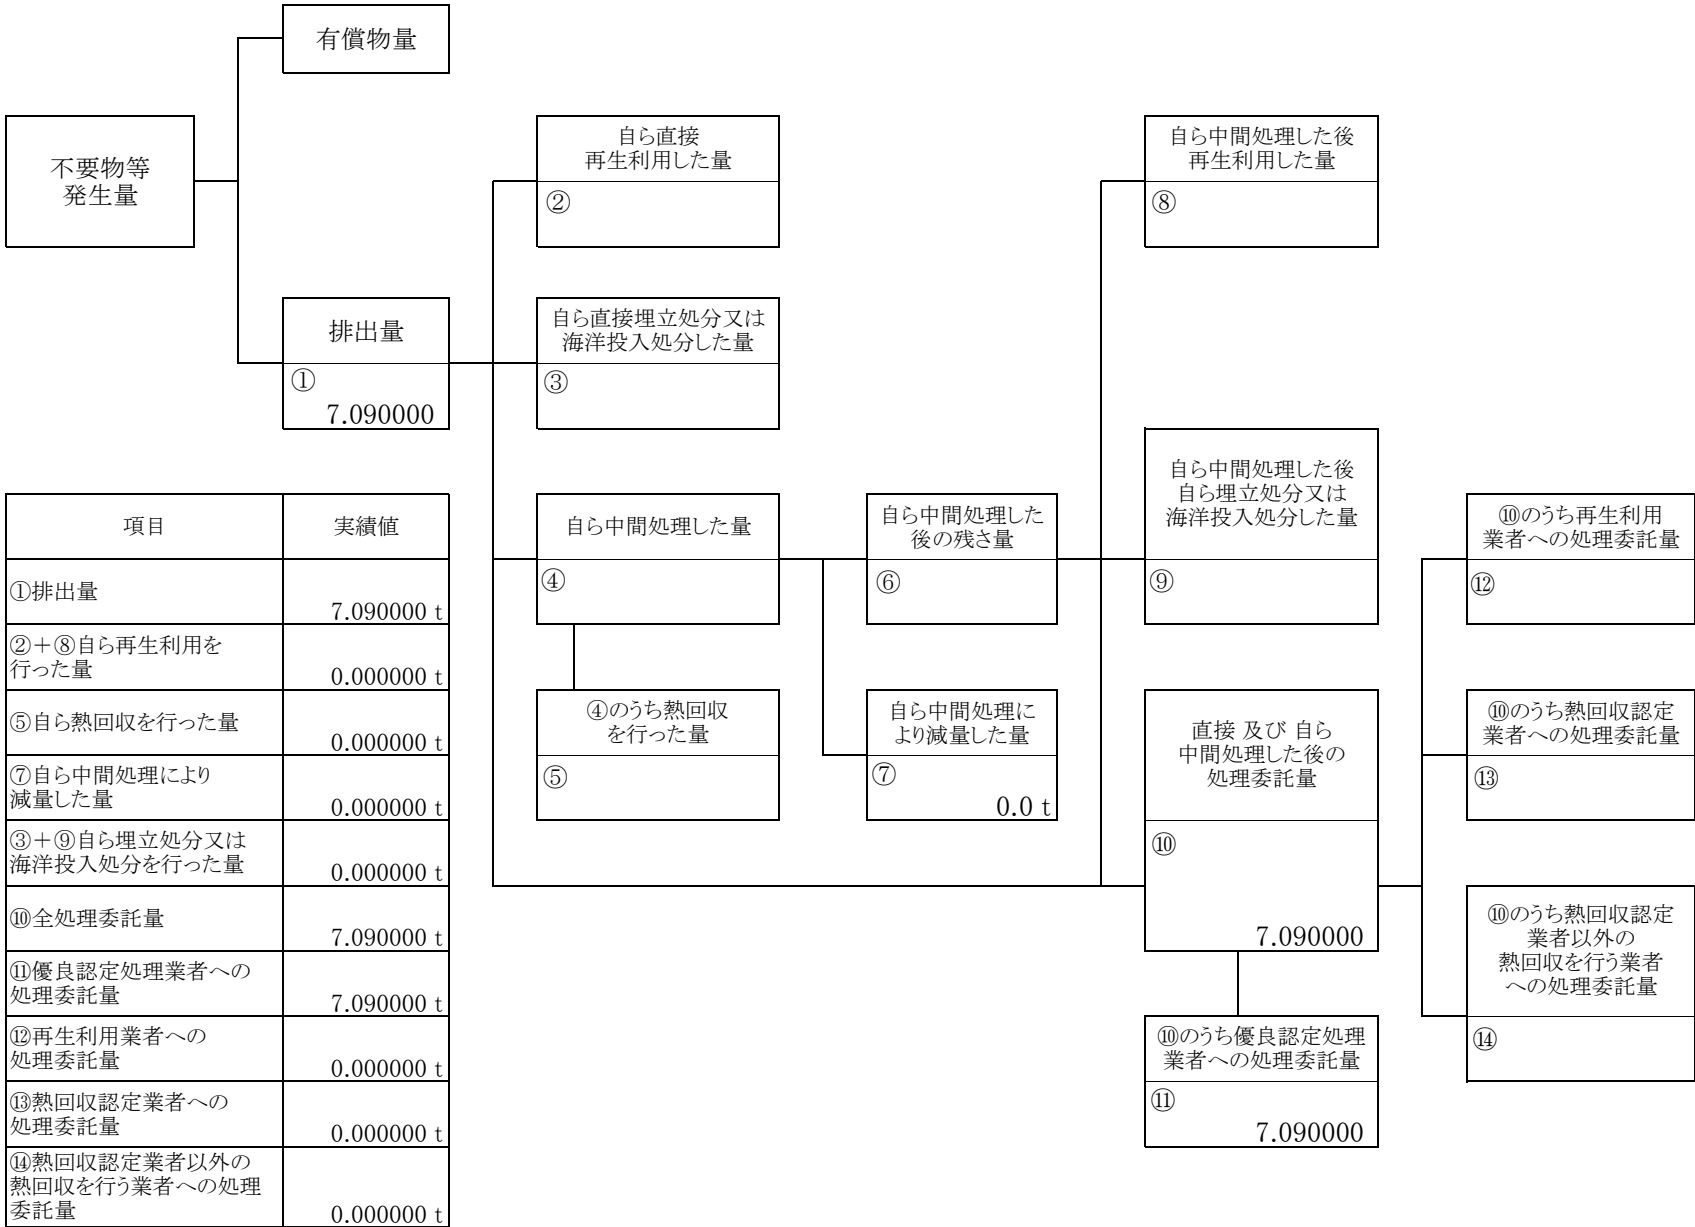 有償物量
不要物等
発生量
自ら直接
再生利用した量
②
自ら中間処理した後
再生利用した量
⑧
排出量
①
7.090000
自ら直接埋立処分又は
海洋投入処分した量
③
自ら中間処理した量
④
自ら中間処理した
後の残さ量
⑥
自ら中間処理した後
自ら埋立処分又は
海洋投入処分した量
⑨
⑩のうち再生利用
業者への処理委託量
⑫
④のうち熱回収
を行った量
⑤
自ら中間処理に
より減量した量
⑦
0.0 t
直接 及び 自ら
中間処理した後の
処理委託量
⑩
7.090000
⑩のうち熱回収認定
業者への処理委託量
⑬
⑩のうち熱回収認定
業者以外の
熱回収を行う業者
への処理委託量
⑭
⑩のうち優良認定処理
業者への処理委託量
⑪
7.090000
項目 実績値
①排出量
7.090000 t
②+⑧自ら再生利用を
行った量
0.000000 t
⑤自ら熱回収を行った量
0.000000 t
⑦自ら中間処理により
減量した量
0.000000 t
③+⑨自ら埋立処分又は
海洋投入処分を行った量
0.000000 t
⑩全処理委託量
7.090000 t
⑪優良認定処理業者への
処理委託量
7.090000 t
⑫再生利用業者への
処理委託量
0.000000 t
⑬熱回収認定業者への
処理委託量
0.000000 t
⑭熱回収認定業者以外の
熱回収を行う業者への処理
委託量
0.000000 t